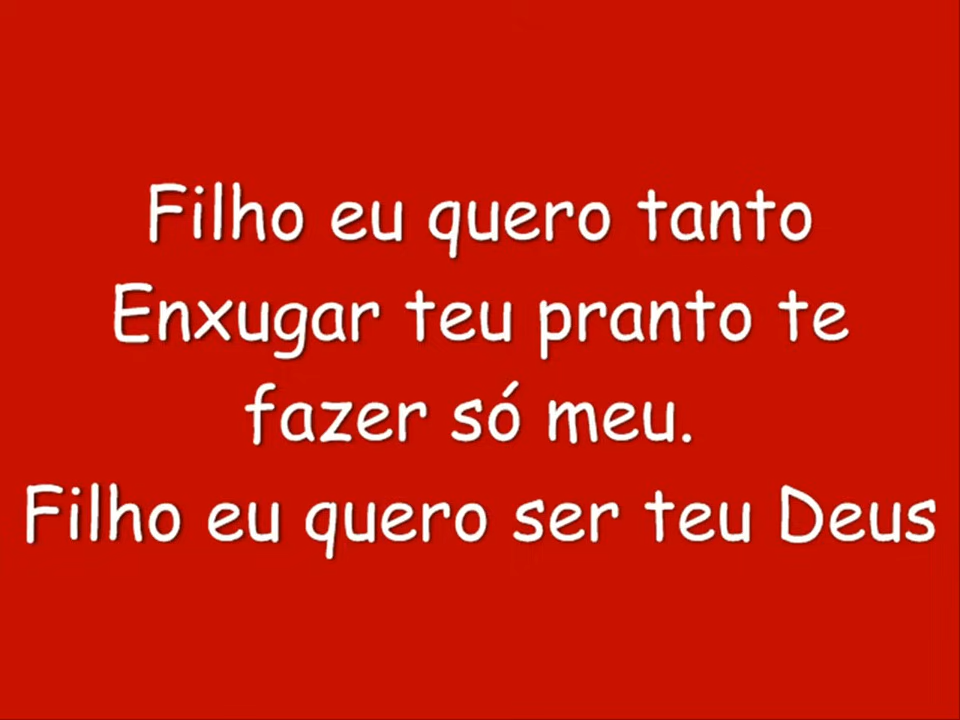 Filho eu quero tanto
Enxugar teu pranto te
fazer só meu.
Filho eu quero ser teu Deus